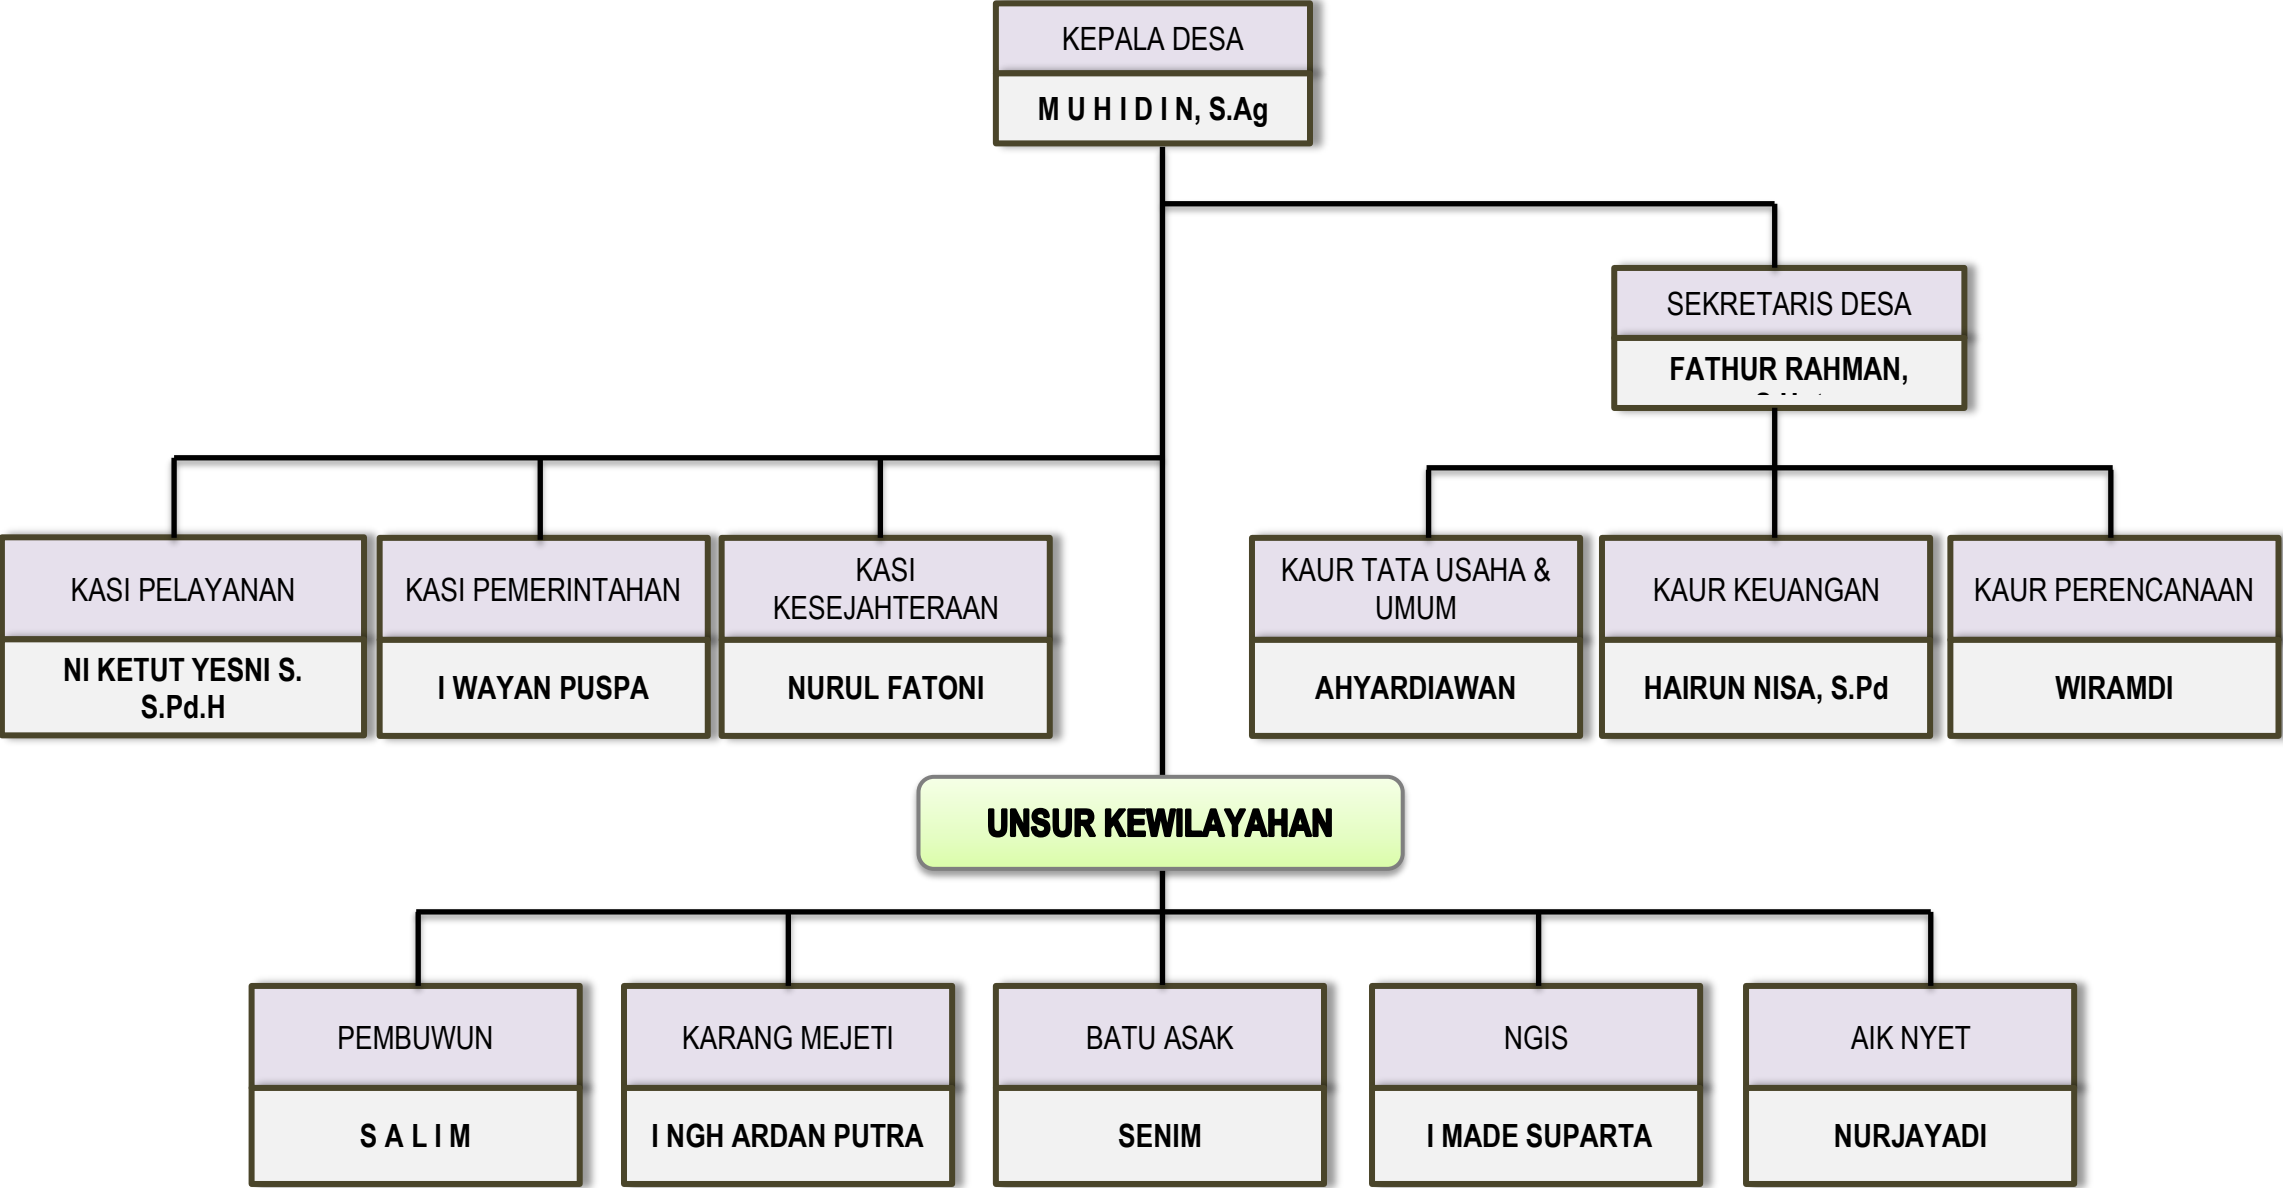 KEPALA DESA
M U H I D I N, S.Ag
SEKRETARIS DESA
FATHUR RAHMAN,
KASI PELAYANAN
NI KETUT YESNI S.
S.Pd.H
KASI PEMERINTAHAN
I WAYAN PUSPA
KASI
KESEJAHTERAAN
NURUL FATONI
KAUR TATA USAHA &
UMUM
AHYARDIAWAN
KAUR KEUANGAN
HAIRUN NISA, S.Pd
KAUR PERENCANAAN
WIRAMDI
UNSUR KEWILAYAHAN
PEMBUWUN
S A L I M
KARANG MEJETI
I NGH ARDAN PUTRA
BATU ASAK
SENIM
NGIS
I MADE SUPARTA
AIK NYET
NURJAYADI